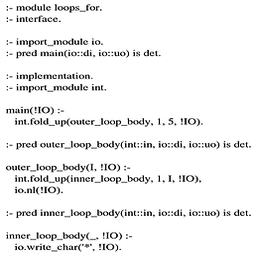 :- module loops_for.
:- interface.
:- import_module io.
:- pred main(io::di, io::uo) is det.
:- implementation.
:- import_module int.
main(!IO) :-
int.fold_up(outer_loop_body, 1, 5, !IO).
:- pred outer_loop_body(int::in, io::di, io::uo) is det.
outer_loop_body(I, !IO) :-
int.fold_up(inner_loop_body, 1, I, !IO),
io.nl(!IO).
:- pred inner_loop_body(int::in, io::di, io::uo) is det.
inner_loop_body(_, !IO) :-
io.write_char('*', !IO).